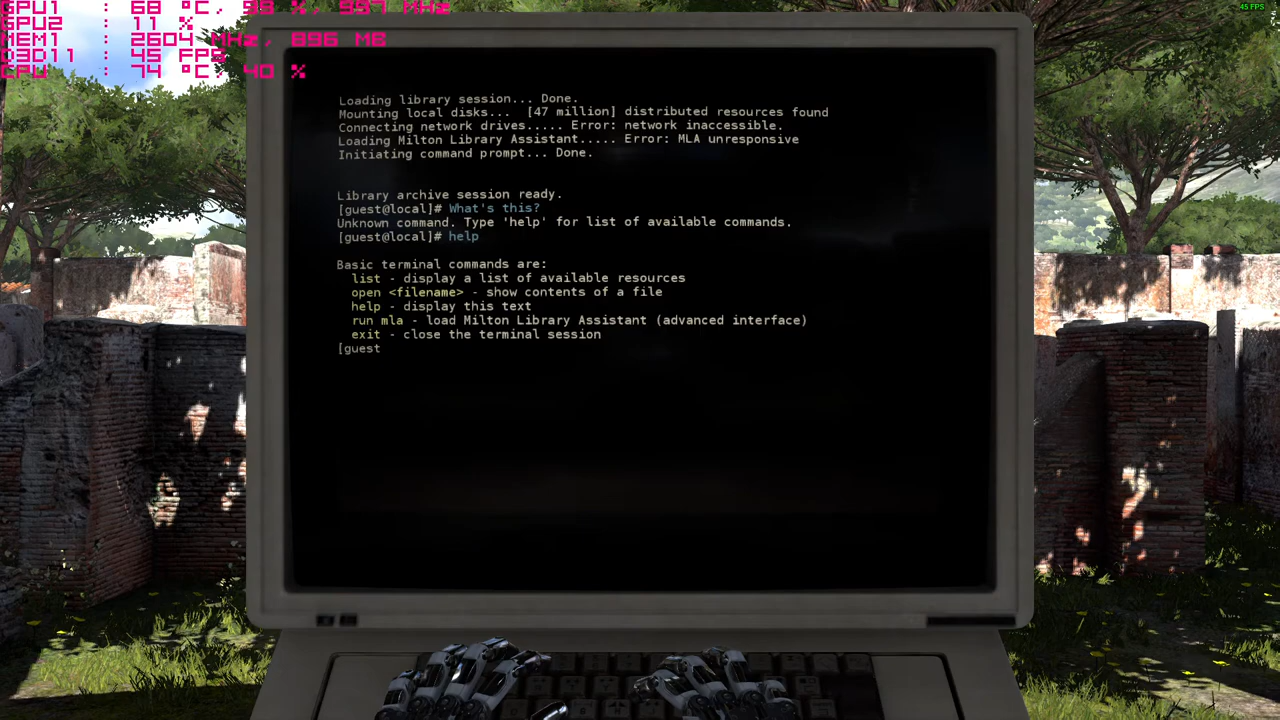 GPU1 : 68 °C, 99 %, 997 MHz
GPU2 : 11 %
MEM1 : 2604 MHz, 896 MB
D3D11 : 45 FPS
CPU : 74 °C, 40 %
45 FPS
Loading library session... Done.
Mounting local disks... [47 million] distributed resources found
Connecting network drives..... Error: network inaccessible.
Loading Milton Library Assistant..... Error: MLA unresponsive
Initiating command prompt... Done.
Library archive session ready.
[guest@local]# What's this?
Unknown command. Type 'help' for list of available commands.
[guest@local]# help
Basic terminal commands are:
list - display a list of available resources
open <filename> - show contents of a file
help - display this text
run mla - load Milton Library Assistant (advanced interface)
exit - close the terminal session
[guest